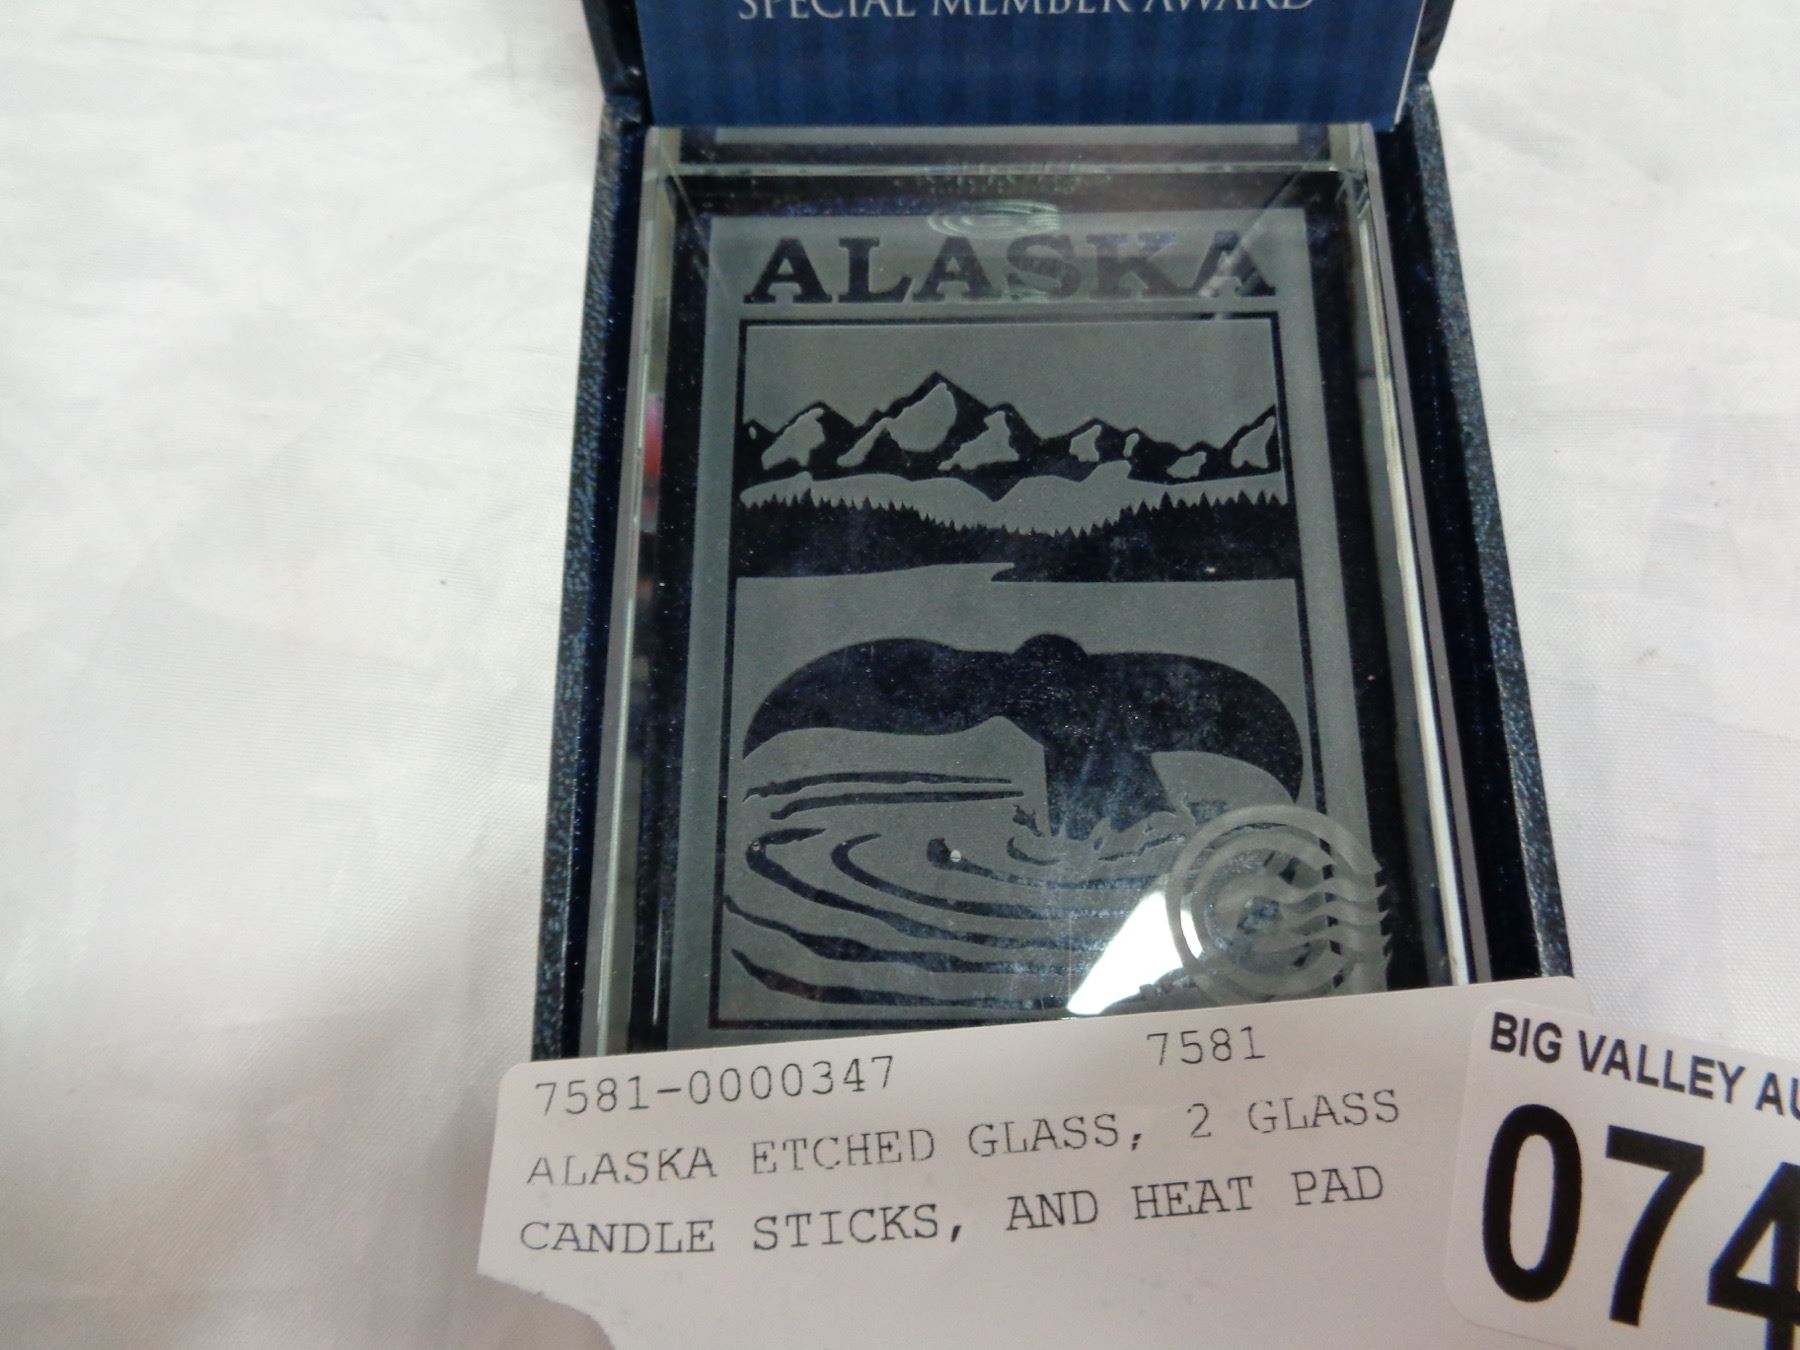 SPECIAL MEMBER AWARD
ALASKA
7581-0000347 7581
ALASKA ETCHED GLASS, 2 GLASS
CANDLE STICKS, AND HEAT PAD
BIG VALLEY AU
074